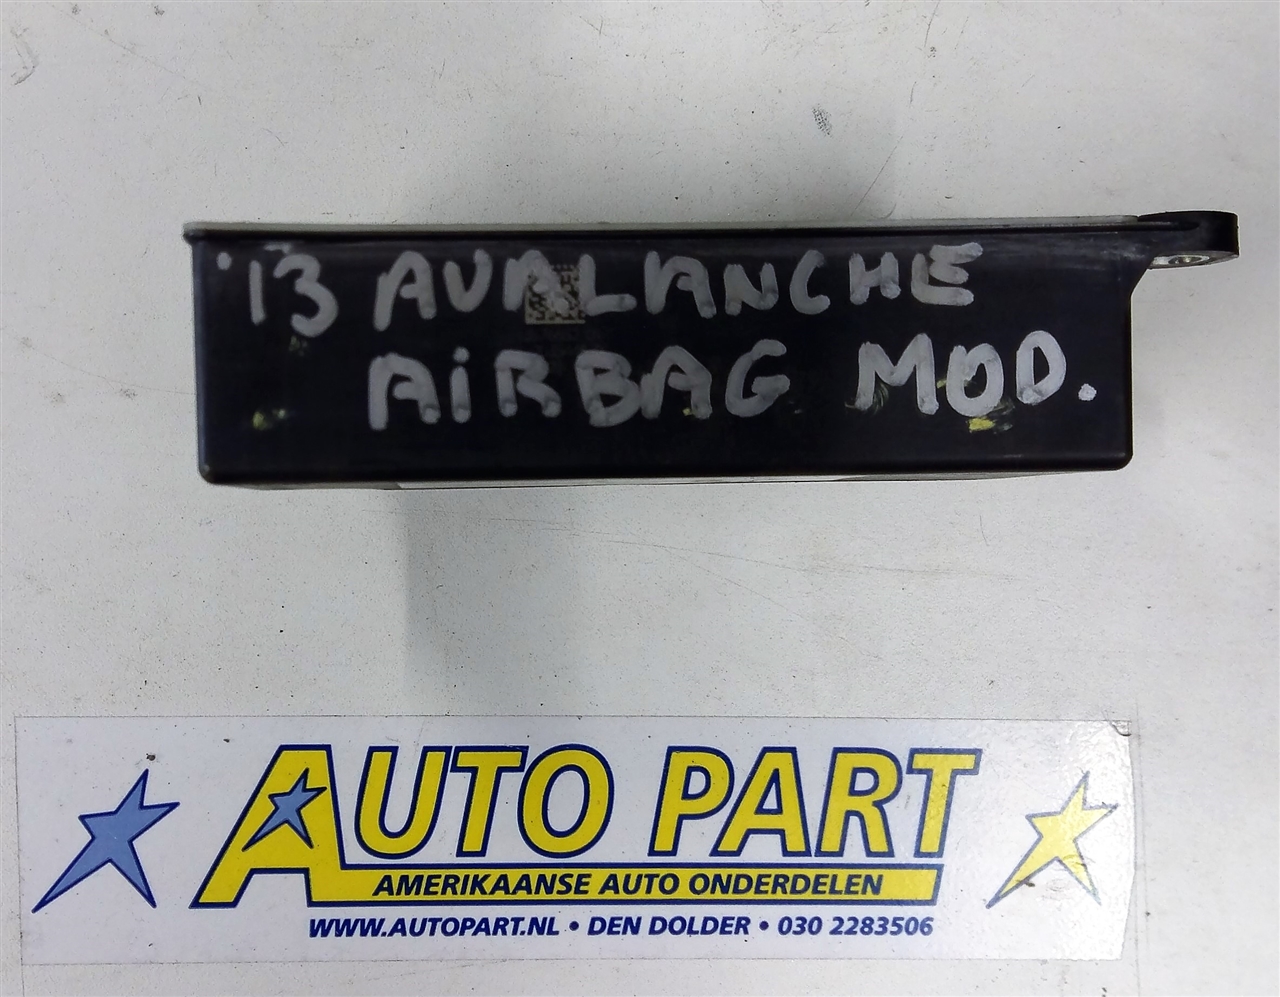 '13 AVALANCHE
AiRBAG MOD.
AUTO PART
AMERIKAANSE AUTO ONDERDELEN
WWW.AUTOPART.NL • DEN DOLDER • 030 2283506